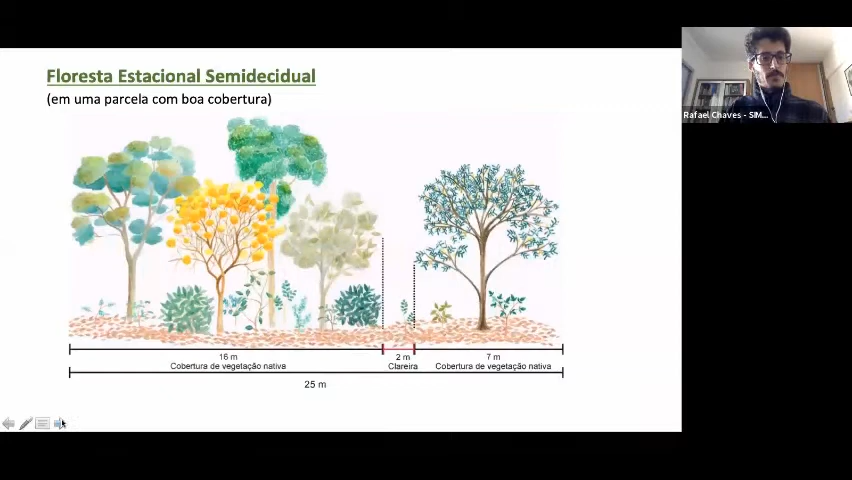 Floresta Estacional Semidecidual
(em uma parcela com boa cobertura)
Rafael Chaves - SIM...
16 m
Cobertura de vegetação nativa
2 m
Clareira
7 m
Cobertura de vegetação nativa
25 m